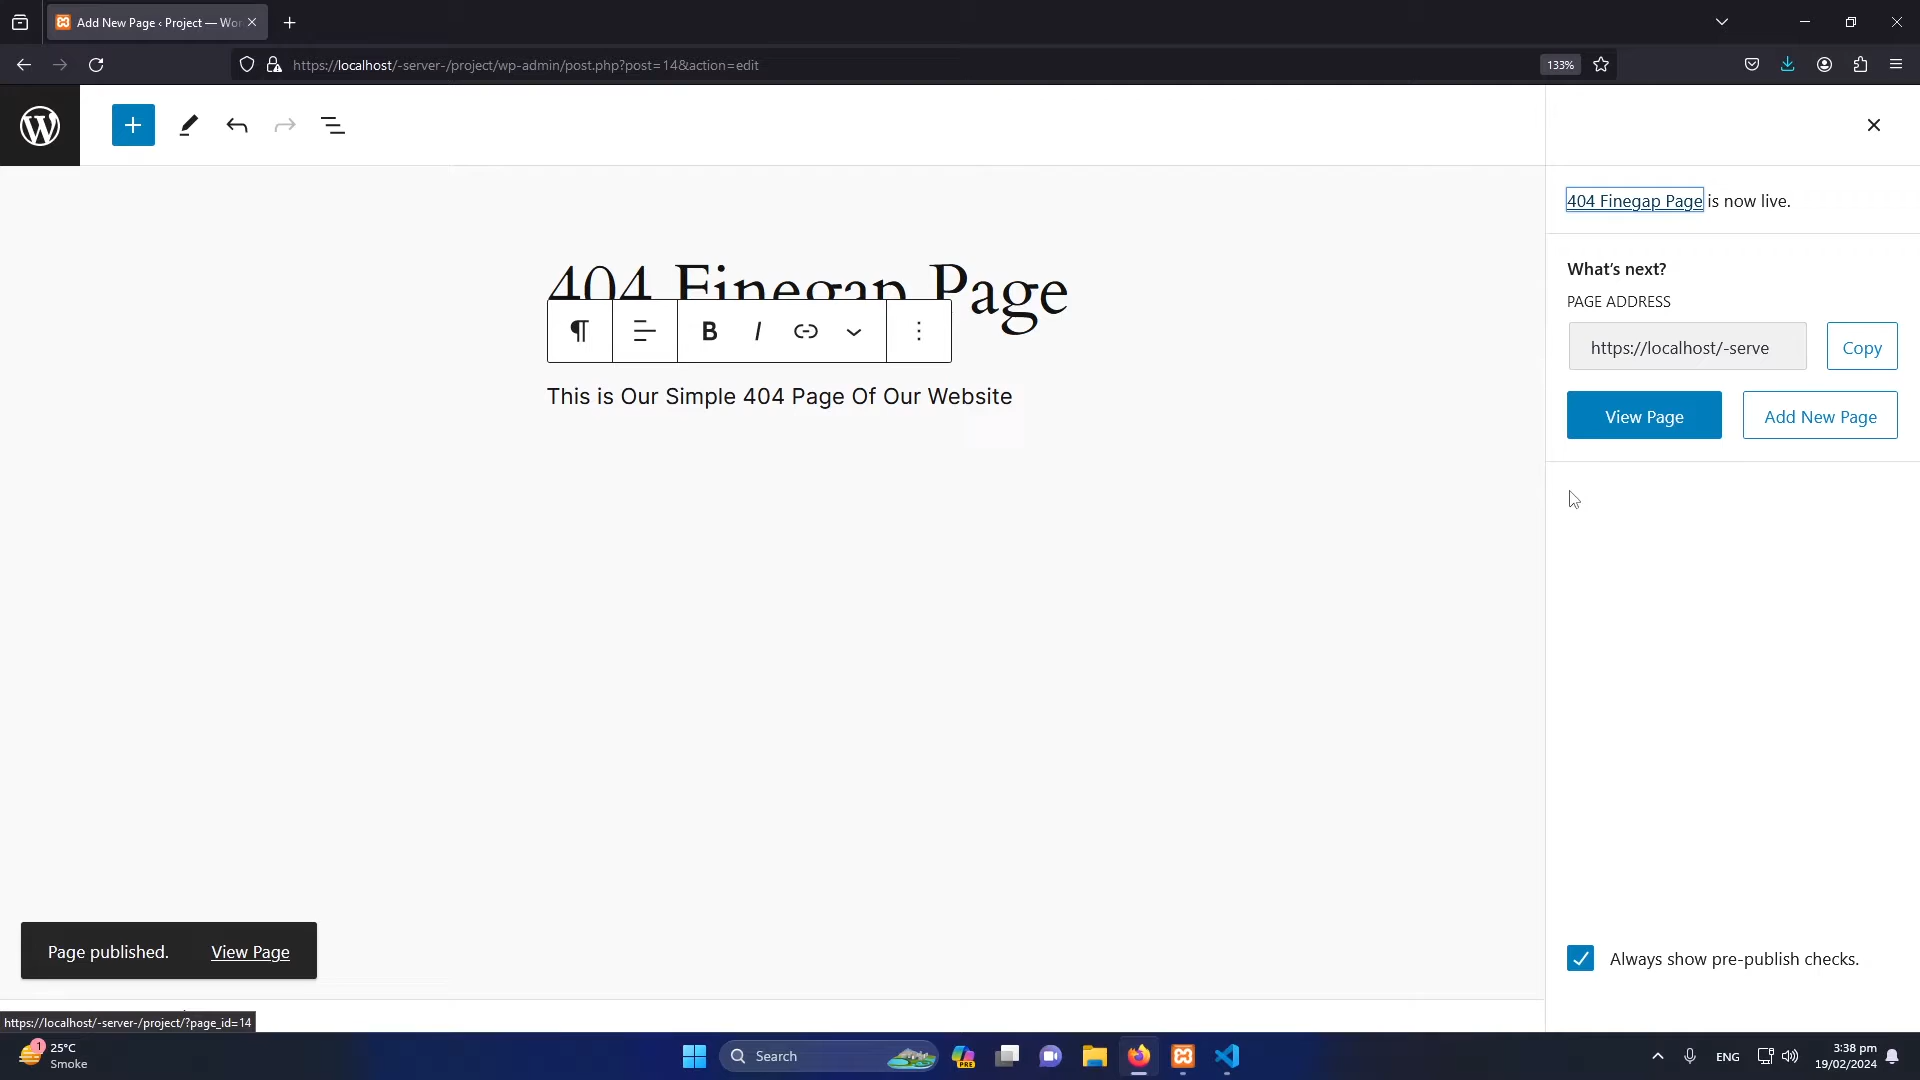 Add New Page ‹ Project — Wor
https://localhost/-server-/project/wp-admin/post.php?post=14&action=edit
133%
404 Finegap Page is now live.
What's next?
PAGE ADDRESS
https://localhost/-serve
Copy
View Page
Add New Page
404 Finegap Page
B I
This is Our Simple 404 Page Of Our Website
Page published. View Page
Always show pre-publish checks.
https://localhost/-server-/project/?page_id=14
1
25°C
Smoke
Search
PRE
ENG
3:38 pm
19/02/2024